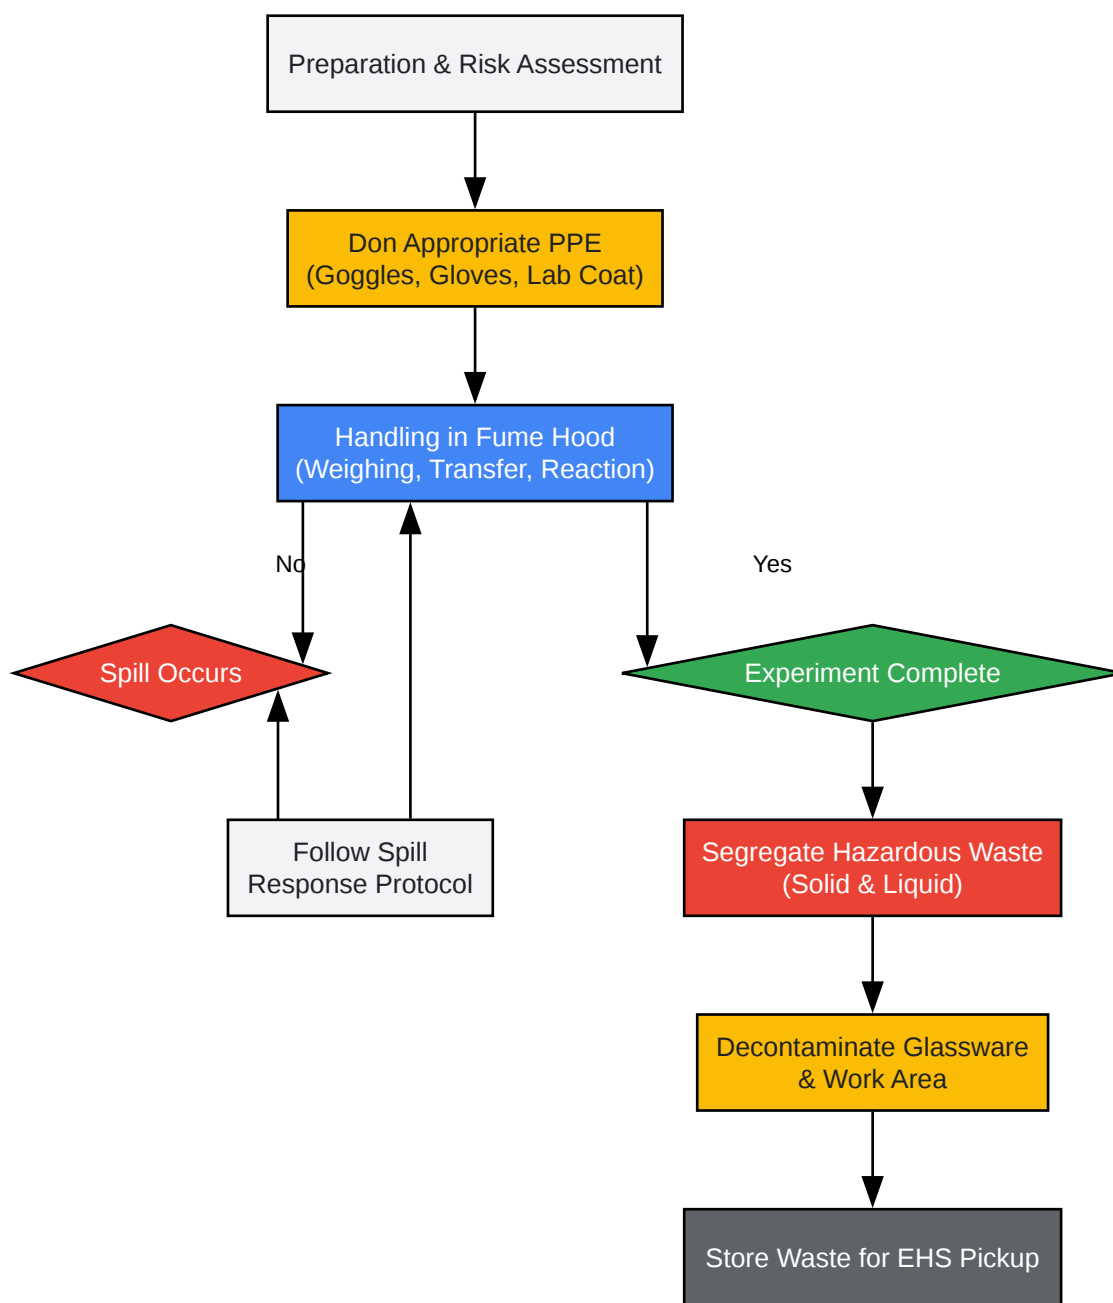 Preparation & Risk Assessment
Don Appropriate PPE
(Goggles, Gloves, Lab Coat)
Handling in Fume Hood
(Weighing, Transfer, Reaction)
No
Yes
Spill Occurs
Experiment Complete
Follow Spill
Response Protocol
Segregate Hazardous Waste
(Solid & Liquid)
Decontaminate Glassware
& Work Area
Store Waste for EHS Pickup